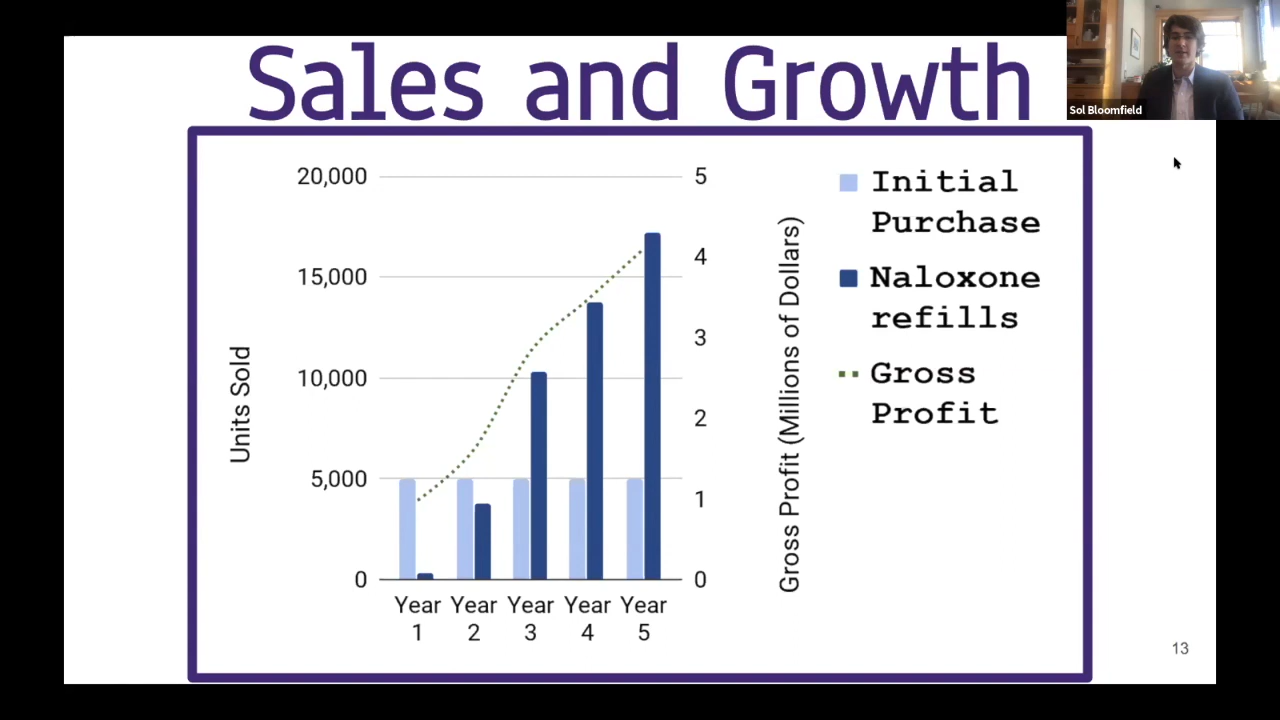 Sales and Growth
Sol Bloomfield
20,000
15,000
10,000
5,000
0
Units Sold
5
4
3
2
1
0
Gross Profit (Millions of Dollars)
Initial
Purchase
Naloxone
refills
Gross
Profit
Year Year Year Year Year
1 2 3 4 5
13